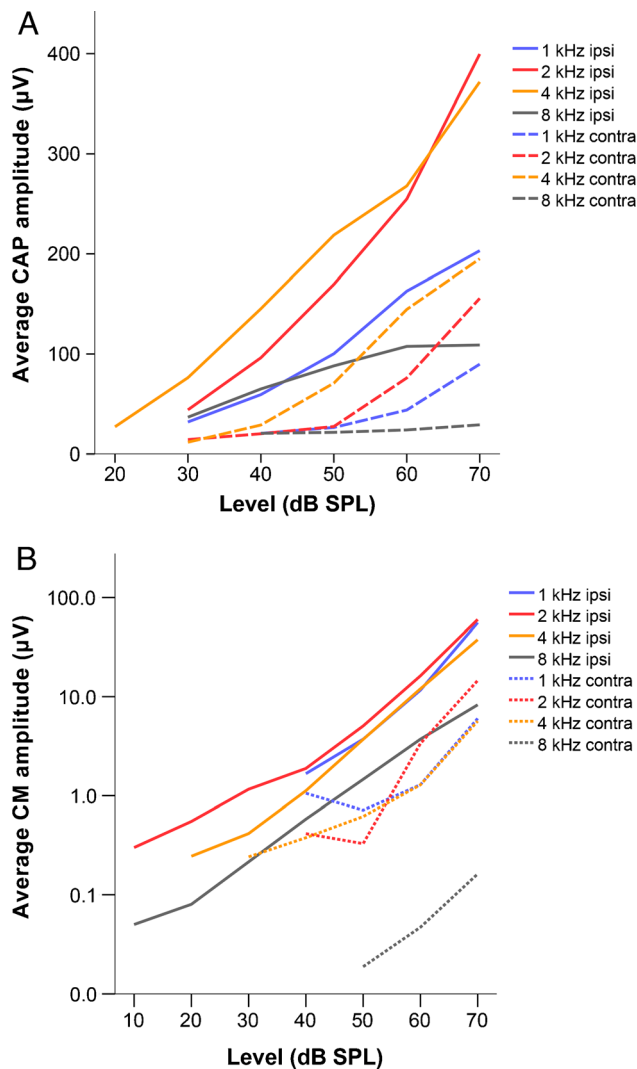 A
Average CAP amplitude (µV)
400
300
200
100
0
20 30 40 50 60 70
Level (dB SPL)
1 kHz ipsi
2 kHz ipsi
4 kHz ipsi
8 kHz ipsi
1 kHz contra
2 kHz contra
4 kHz contra
8 kHz contra
B
Average CM amplitude (µV)
100.0
10.0
1.0
0.1
0.0
10 20 30 40 50 60 70
Level (dB SPL)
1 kHz ipsi
2 kHz ipsi
4 kHz ipsi
8 kHz ipsi
1 kHz contra
2 kHz contra
4 kHz contra
8 kHz contra